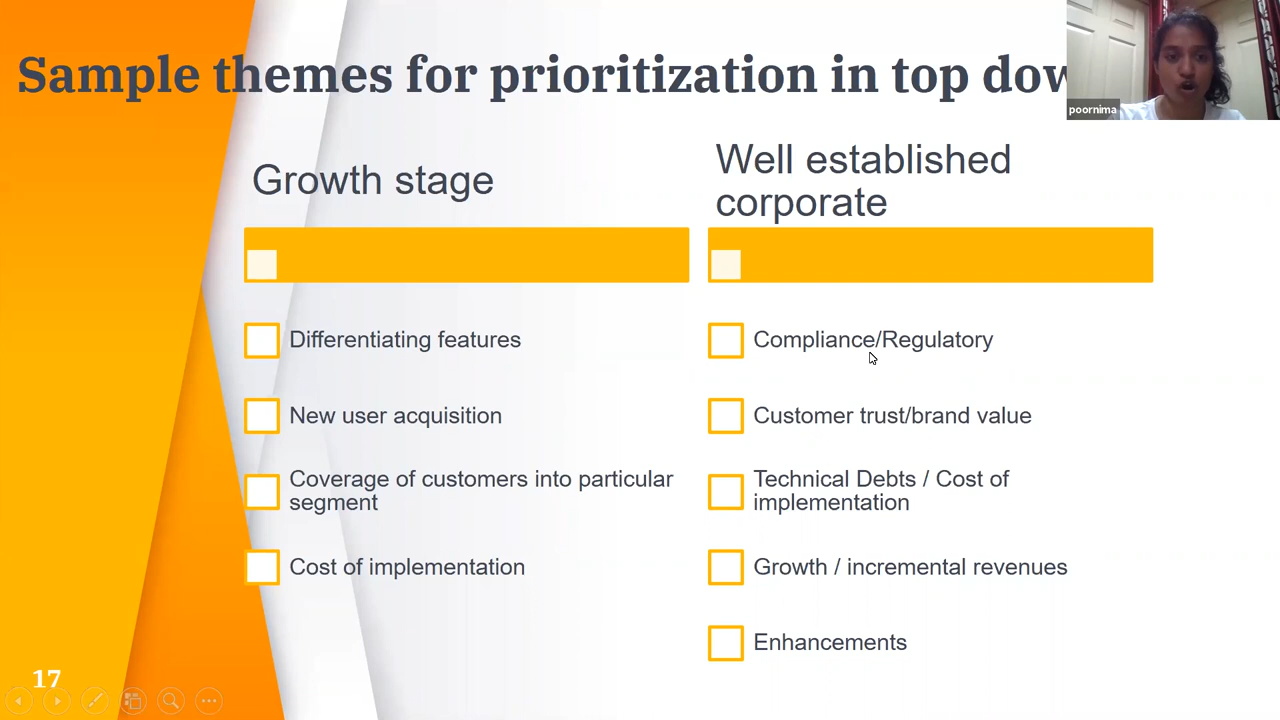 Sample themes for prioritization in top dow
poornima
Growth stage
Well established
corporate
Differentiating features
New user acquisition
Coverage of customers into particular
segment
Cost of implementation
Compliance/Regulatory
Customer trust/brand value
Technical Debts / Cost of
implementation
Growth / incremental revenues
Enhancements
17